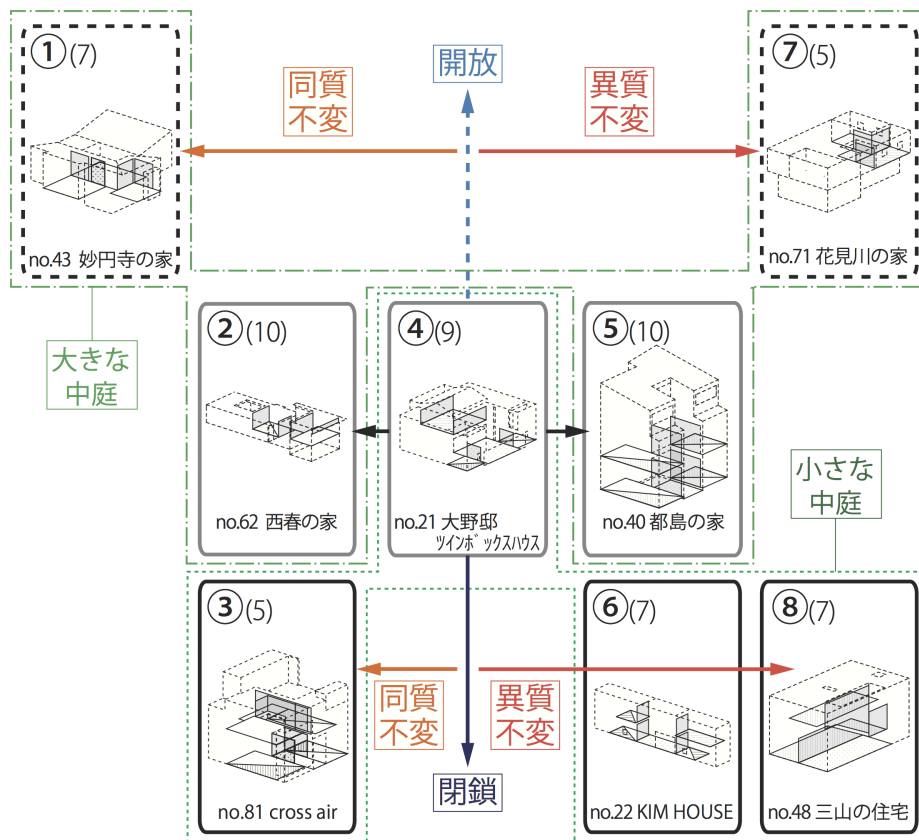 ①(7)
no.43 妙円寺の家
同質
不変
開放
異質
不変
⑦(5)
no.71 花見川の家
大きな
中庭
②(10)
no.62 西春の家
④(9)
no.21 大野邸
ﾂｲﾝﾎﾞｯｸｽﾊｳｽ
⑤(10)
no.40 都島の家
小さな
中庭
③(5)
no.81 cross air
同質
不変
異質
不変
閉鎖
⑥(7)
no.22 KIM HOUSE
⑧(7)
no.48 三山の住宅